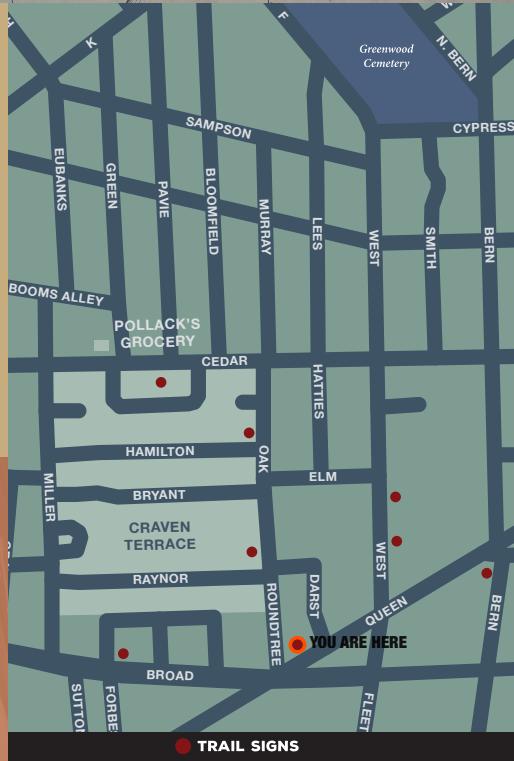 F
K
Greenwood
Cemetery
N. BERN
SAMPSON
CYPRESS
EUBANKS
GREEN
PAVIE
BLOOMFIELD
MURRAY
LEES
WEST
SMITH
BERN
BOOMS ALLEY
POLLACK'S
GROCERY
CEDAR
HATTIES
HAMILTON
OAK
ELM
MILLER
BRYANT
CRAVEN
TERRACE
WEST
RAYNOR
ROUNDTREE
DARST
QUEEN
BERN
YOU ARE HERE
BROAD
SUTTON
FORBE
FLEET
TRAIL SIGNS